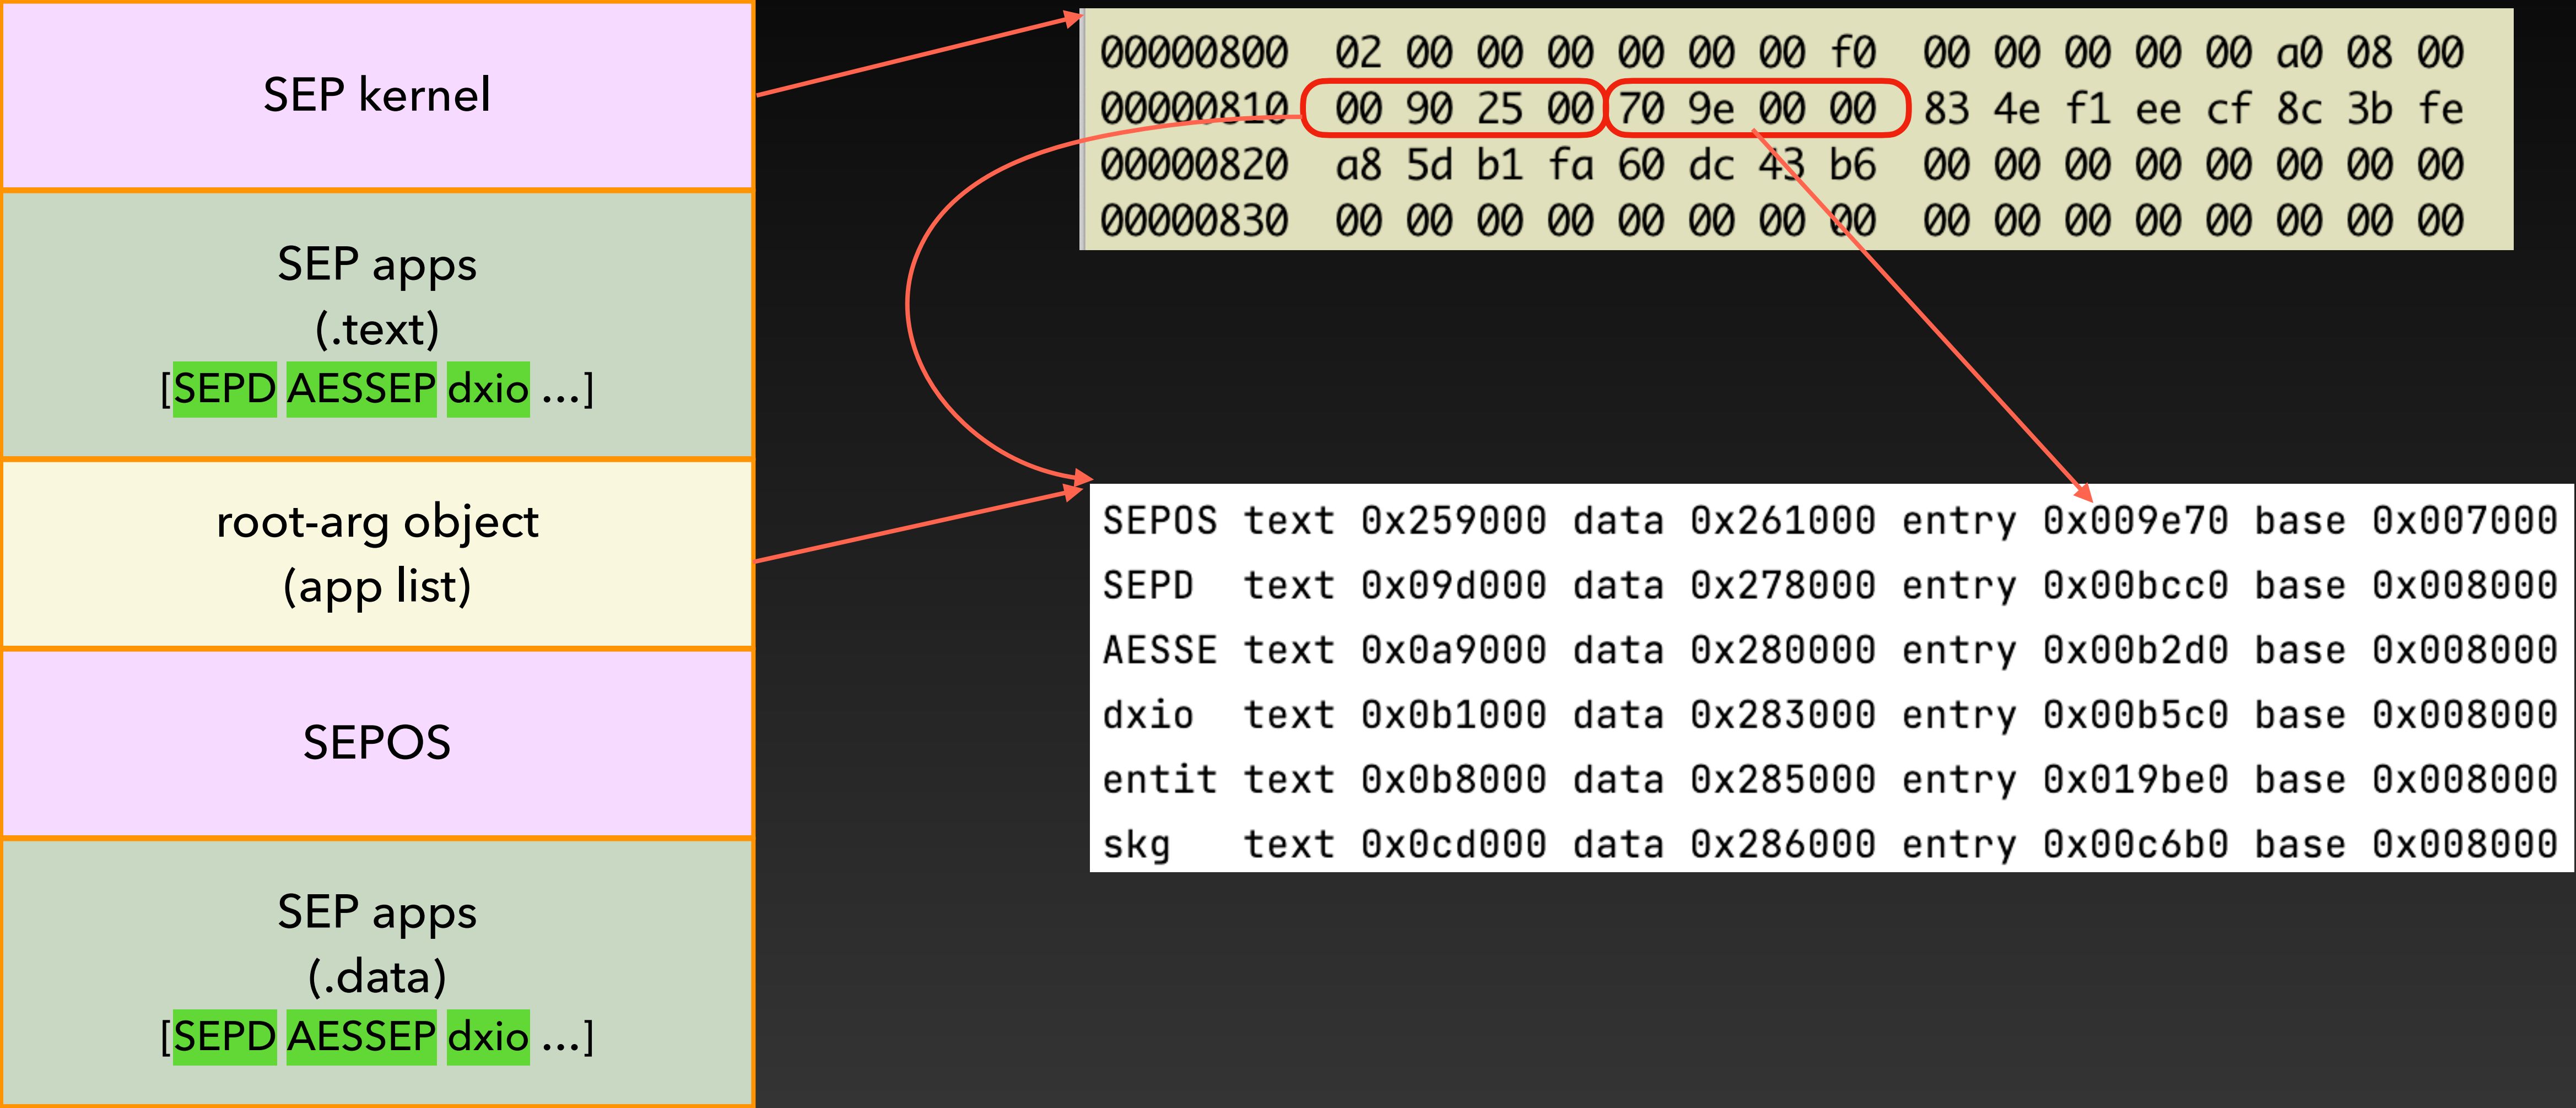 SEP kernel
SEP apps
(.text)
[SEPD AESSEP dxio ...]
root-arg object
(app list)
SEPOS
SEP apps
(.data)
[SEPD AESSEP dxio ...]
00000800 02 00 00 00 00 00 00 f0 00 00 00 00 00 a0 08 00
00000810 00 90 25 00 70 9e 00 00 83 4e f1 ee cf 8c 3b fe
00000820 a8 5d b1 fa 60 dc 43 b6 00 00 00 00 00 00 00 00
00000830 00 00 00 00 00 00 00 00 00 00 00 00 00 00 00 00
SEPOS text 0x259000 data 0x261000 entry 0x009e70 base 0x007000
SEPD text 0x09d000 data 0x278000 entry 0x00bcc0 base 0x008000
AESSE text 0x0a9000 data 0x280000 entry 0x00b2d0 base 0x008000
dxio text 0x0b1000 data 0x283000 entry 0x00b5c0 base 0x008000
entit text 0x0b8000 data 0x285000 entry 0x019be0 base 0x008000
skg text 0x0cd000 data 0x286000 entry 0x00c6b0 base 0x008000